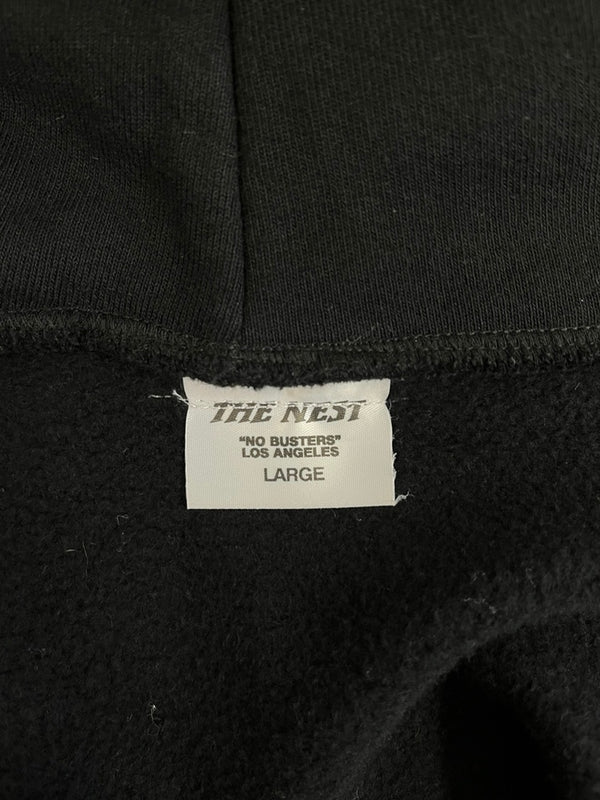 THE NEST
"NO BUSTERS"
LOS ANGELES
LARGE